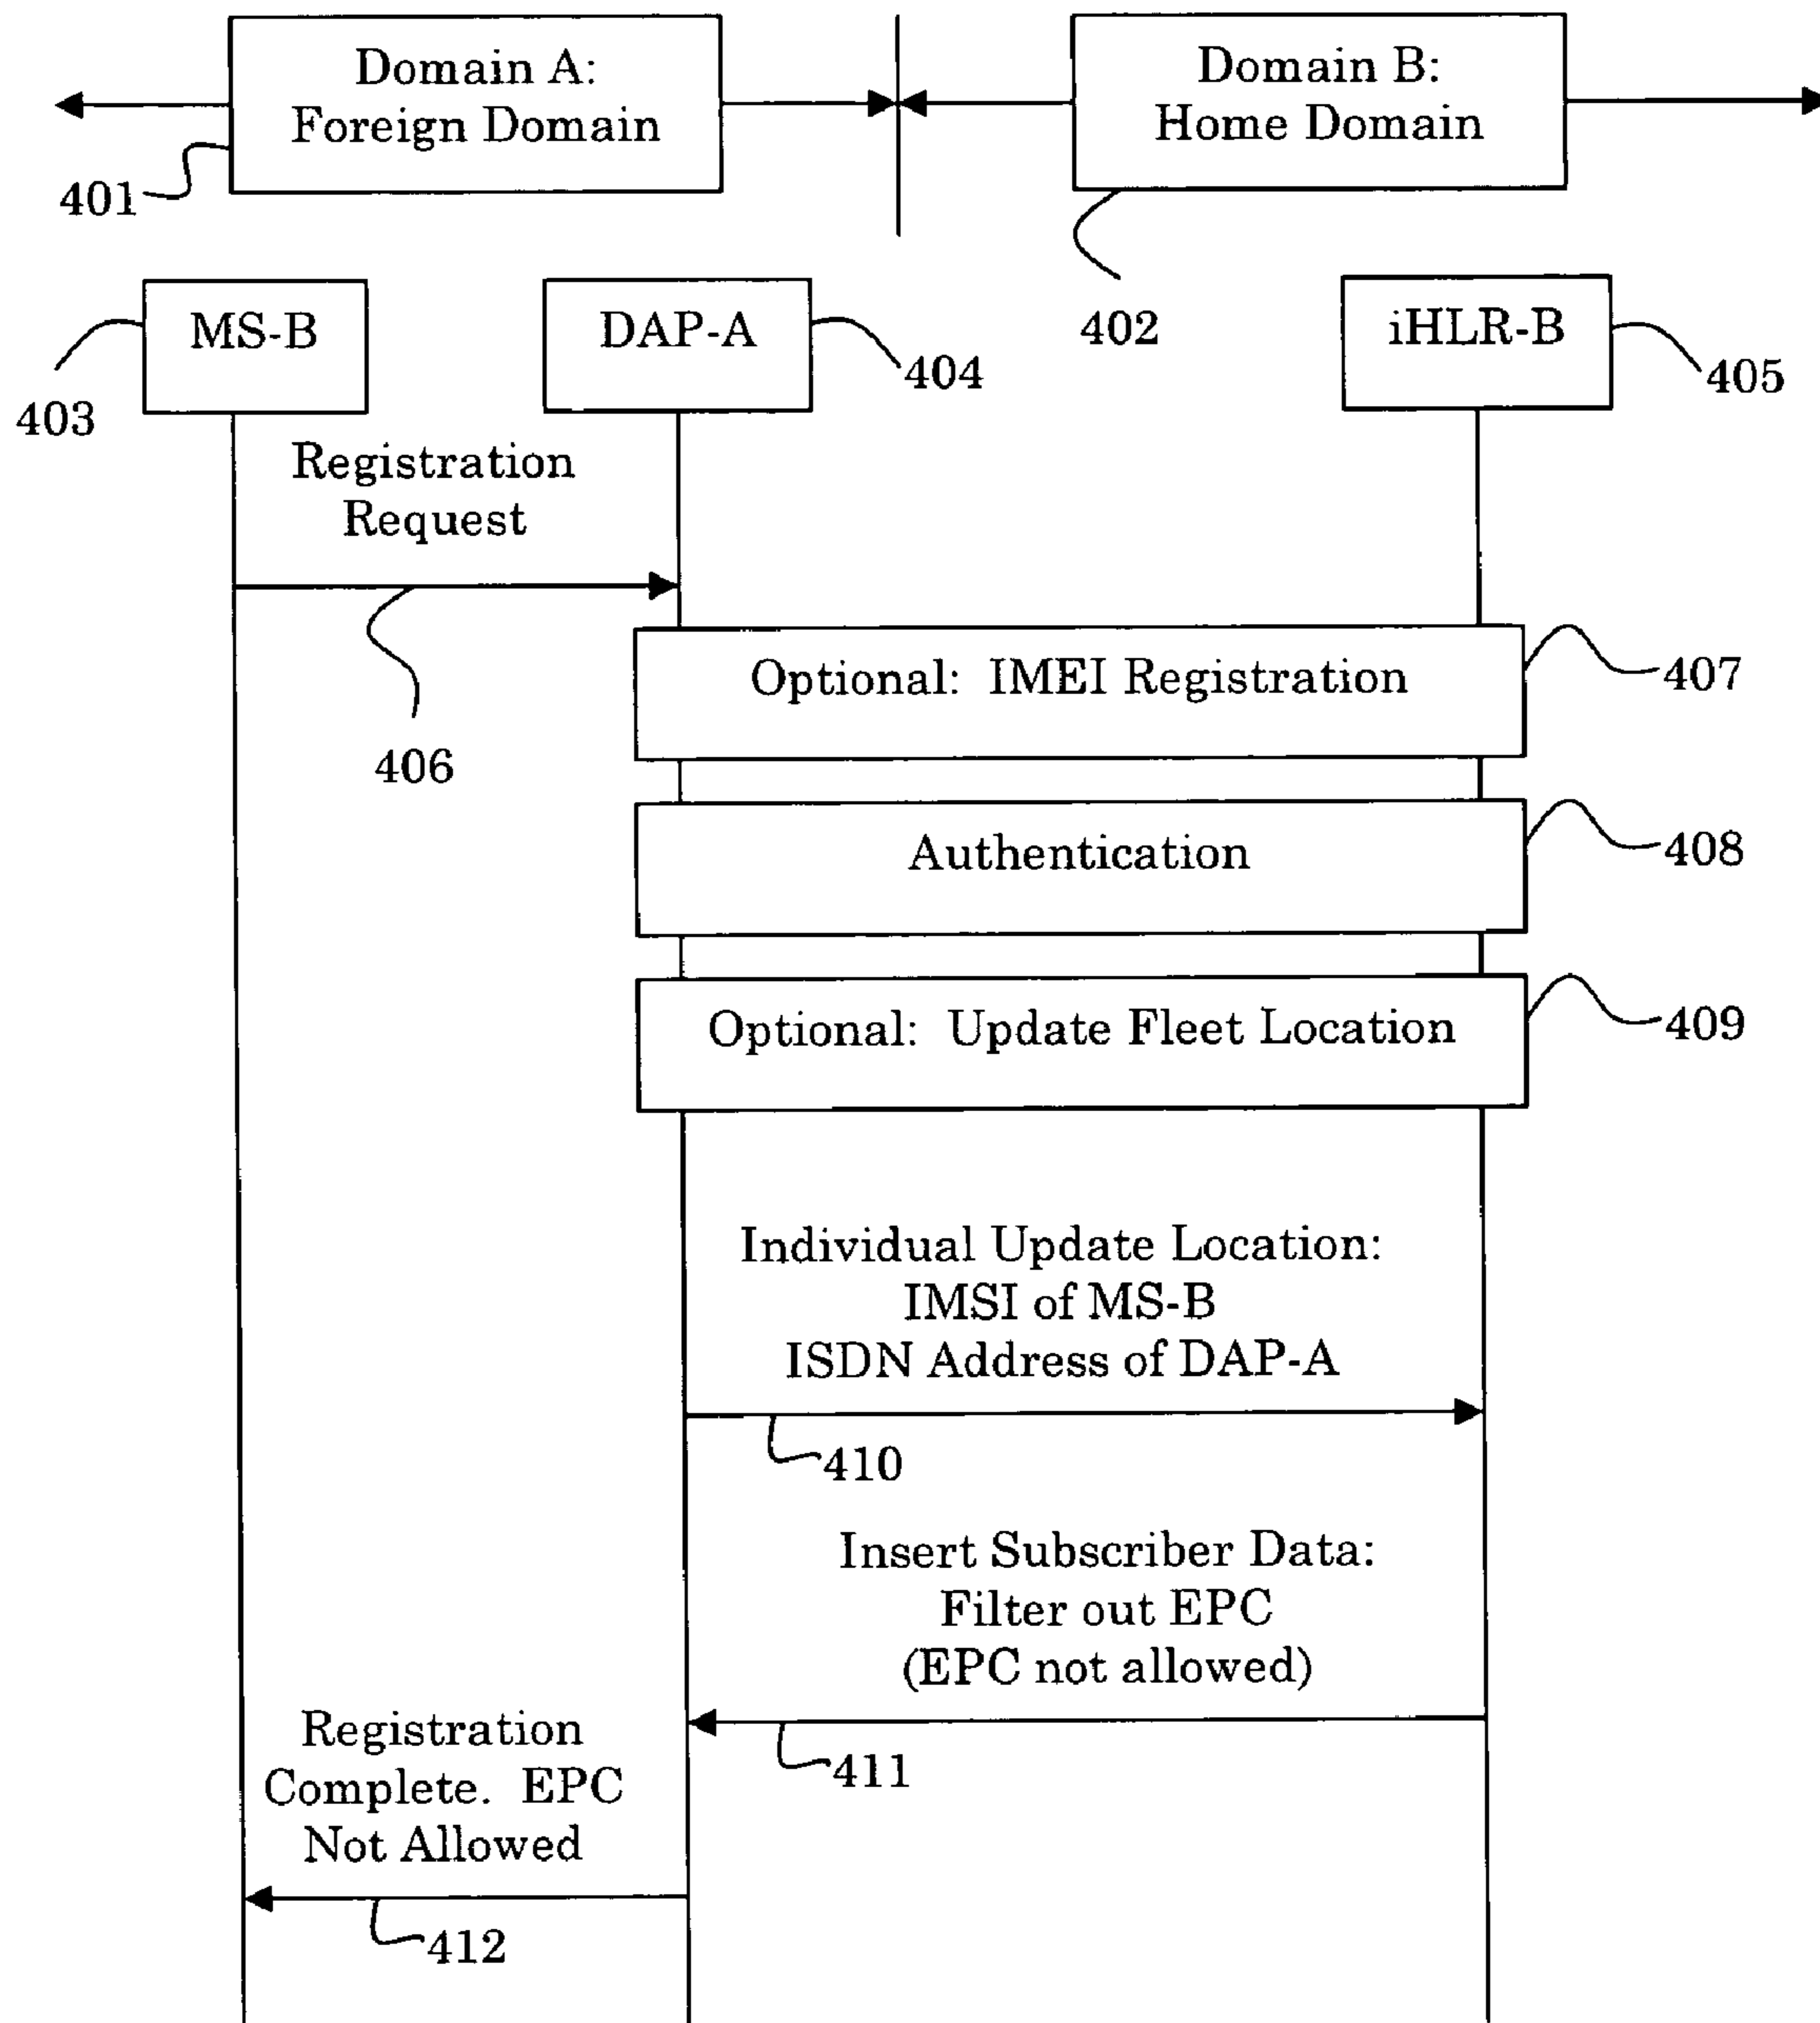 Domain A:
Foreign Domain
Domain B:
Home Domain
401
402
MS-B
DAP-A
iHLR-B
403
404
405
Registration
Request
406
Optional: IMEI Registration
407
Authentication
408
Optional: Update Fleet Location
409
Individual Update Location:
IMSI of MS-B
ISDN Address of DAP-A
410
Insert Subscriber Data:
Filter out EPC
(EPC not allowed)
411
Registration
Complete. EPC
Not Allowed
412